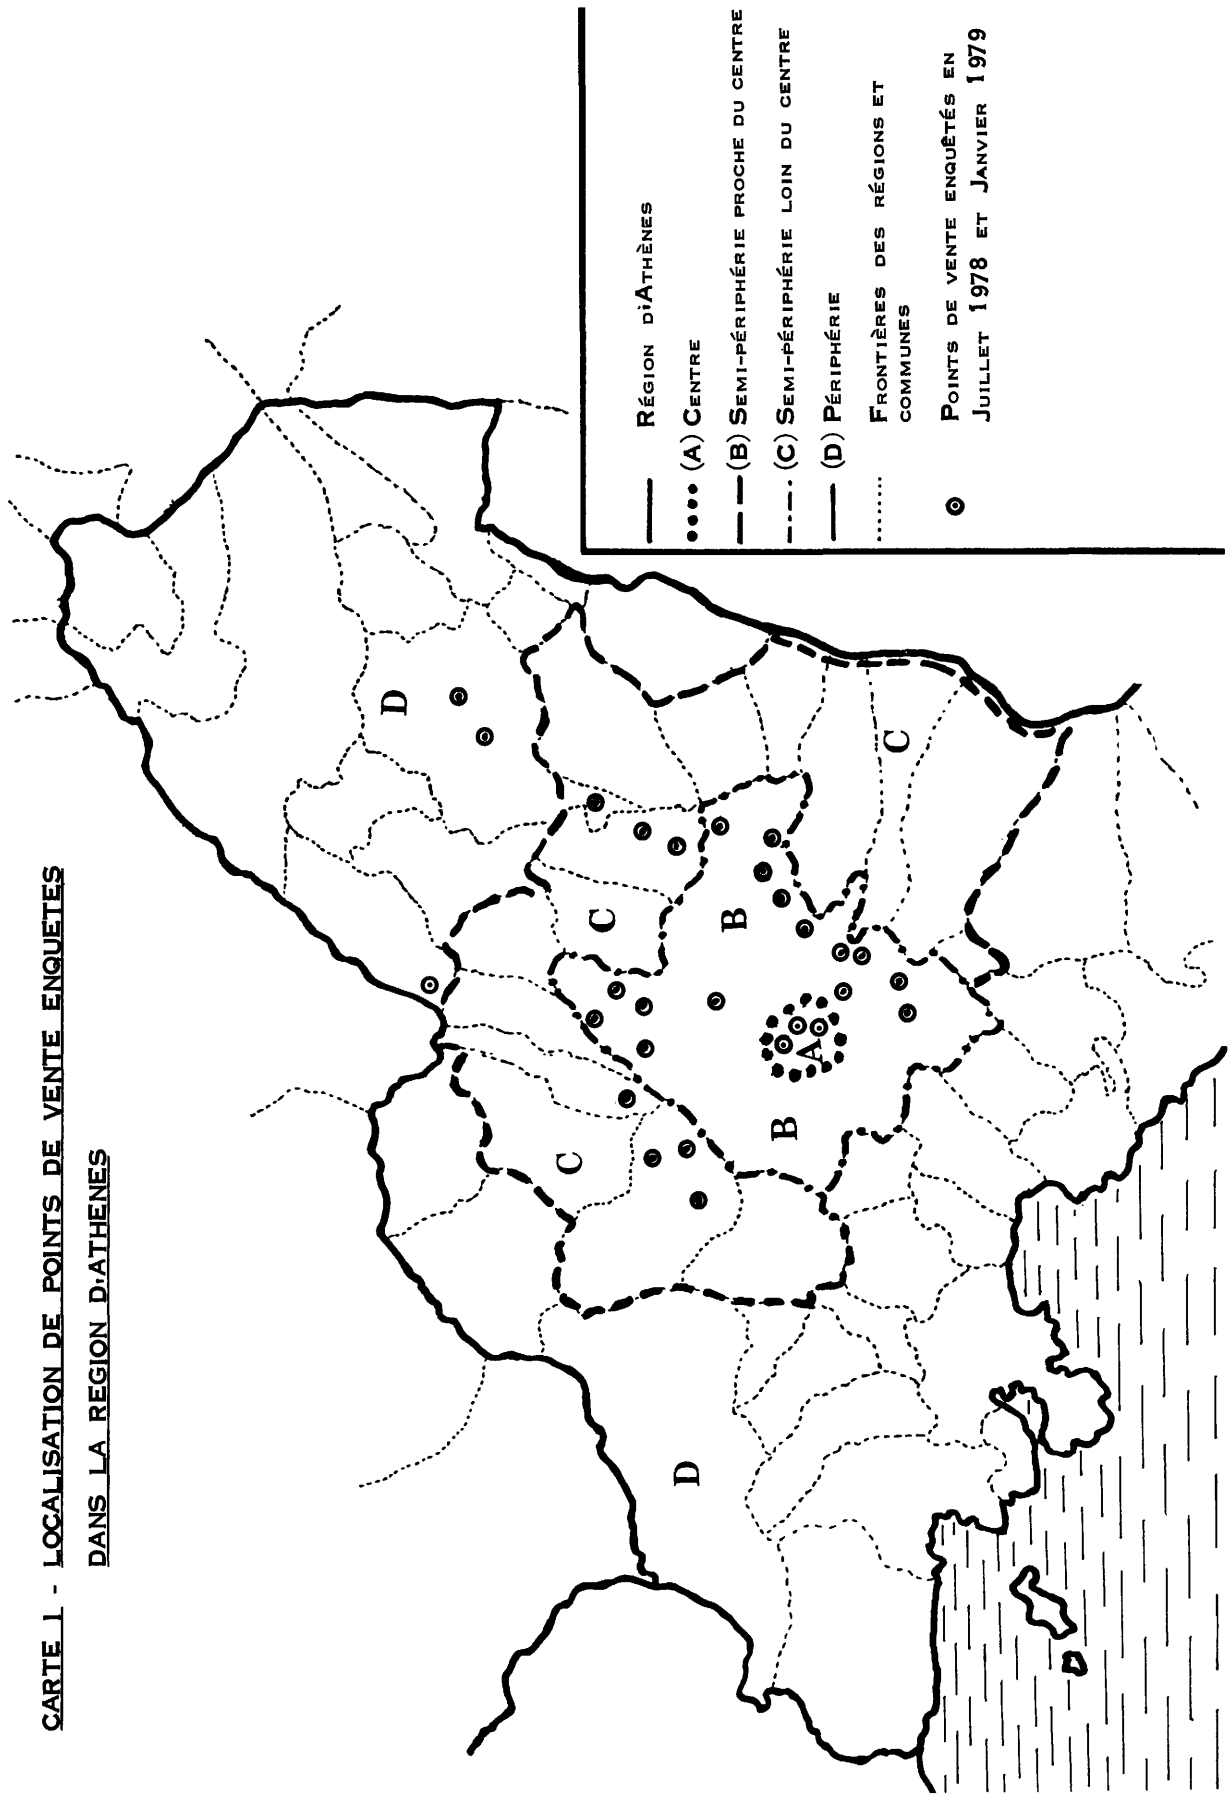 CARTE 1 - LOCALISATION DE POINTS DE VENTE ENQUETES
DANS LA REGION D'ATHENES
D
D
C
C
C
B
B
A
RÉGION D'ATHÈNES
(A) CENTRE
(B) SEMI-PÉRIPHÉRIE PROCHE DU CENTRE
(C) SEMI-PÉRIPHÉRIE LOIN DU CENTRE
(D) PÉRIPHÉRIE
FRONTIÈRES DES RÉGIONS ET
COMMUNES
POINTS DE VENTE ENQUÊTÉS EN
JUILLET 1978 ET JANVIER 1979